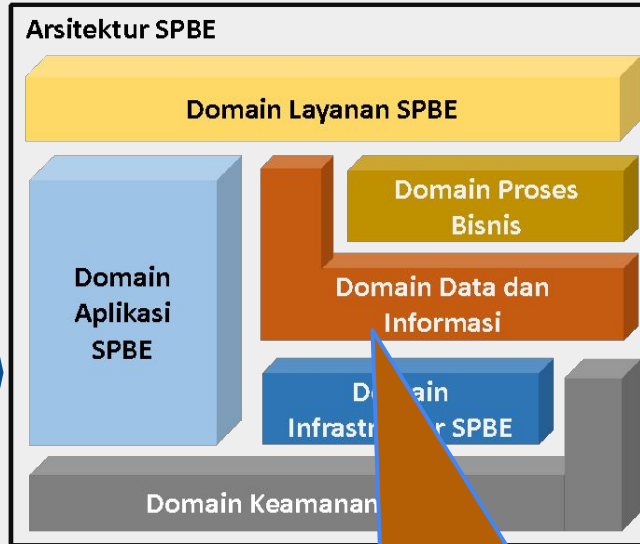 Arsitektur SPBE
Domain Layanan SPBE
Domain Proses
Bisnis
Domain
Aplikasi
SPBE
Domain Data dan
Informasi
SPBE
Domain Keamanan